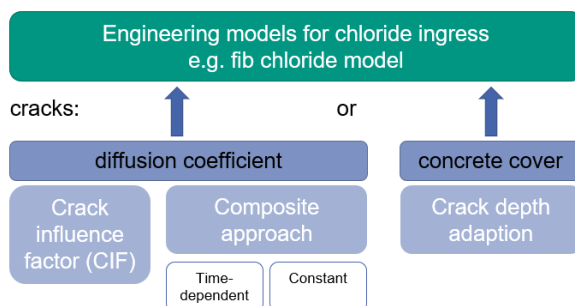 Engineering models for chloride ingress
e.g. fib chloride model
cracks:
or
diffusion coefficient
concrete cover
Crack
influence
factor (CIF)
Composite
approach
Crack depth
adaption
Time-
dependent
Constant